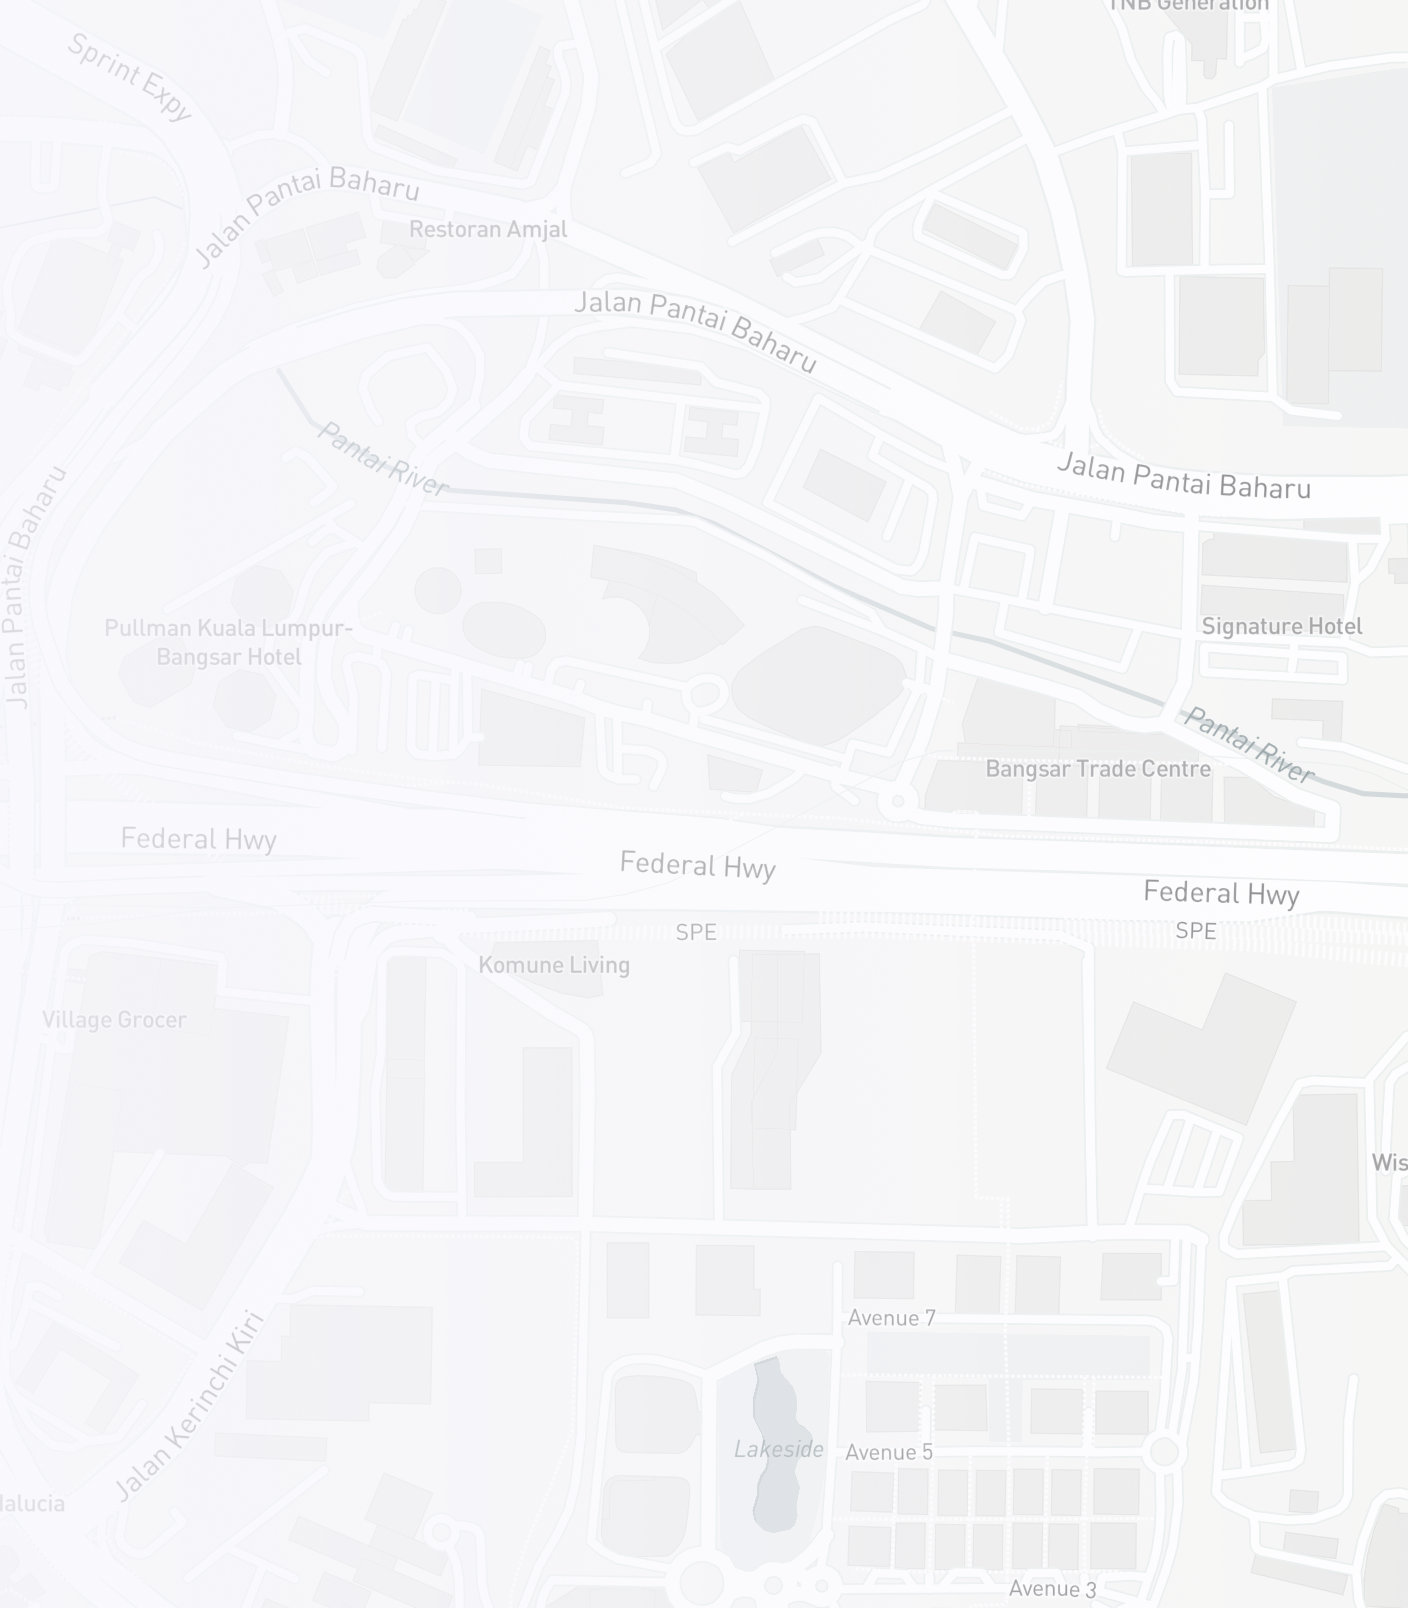 TNB Generation
Sprint Expy
Jalan Pantai Baharu
Restoran Amjal
Jalan Pantai Baharu
Pantai River
Jalan Pantai Baharu
Jalan Pantai Baharu
Pullman Kuala Lumpur-
Bangsar Hotel
Signature Hotel
Pantai River
Bangsar Trade Centre
Federal Hwy
Federal Hwy
Federal Hwy
SPE
SPE
Komune Living
Village Grocer
Wis
Avenue 7
Jalan Kerinchi Kiri
Lakeside
Avenue 5
dalucia
Avenue 3